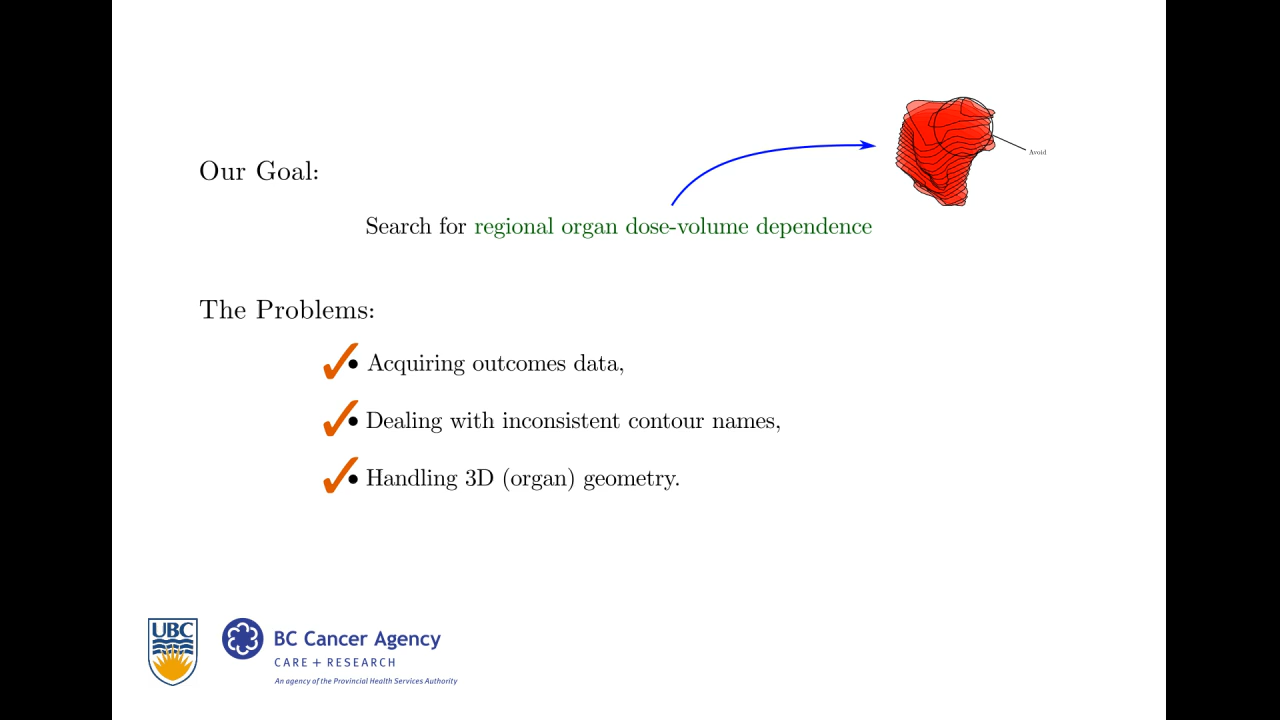 Avoid
Our Goal:
Search for regional organ dose-volume dependence
The Problems:
• Acquiring outcomes data,
• Dealing with inconsistent contour names,
• Handling 3D (organ) geometry.
UBC
BC Cancer Agency
CARE + RESEARCH
An agency of the Provincial Health Services Authority